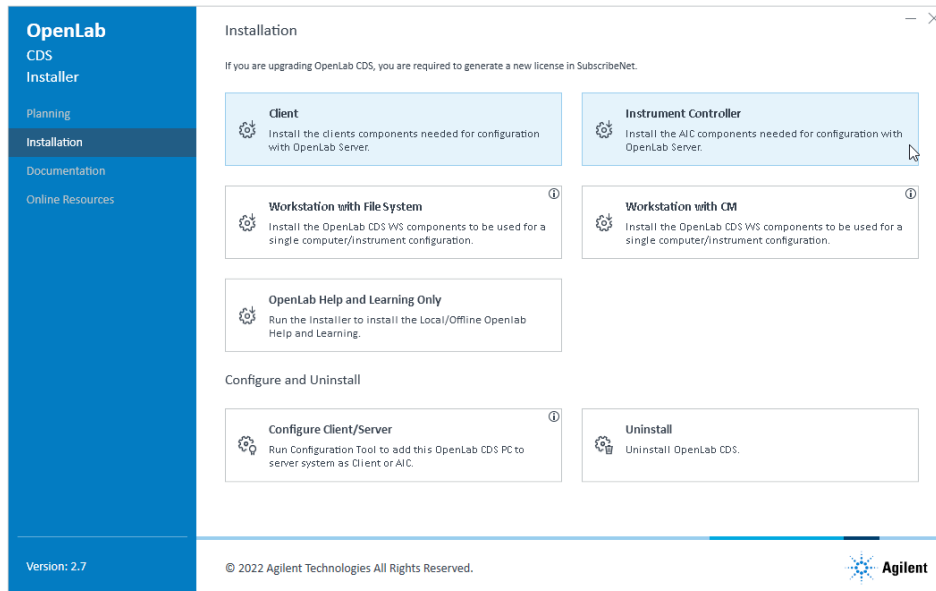 OpenLab
CDS
Installer
Planning
Installation
Documentation
Online Resources
Version: 2.7
Installation
If you are upgrading OpenLab CDS, you are required to generate a new license in SubscribeNet.
Client
Install the clients components needed for configuration
with OpenLab Server.
Instrument Controller
Install the AIC components needed for configuration with
OpenLab Server.
Workstation with File System
Install the OpenLab CDS WS components to be used for a
single computer/instrument configuration.
Workstation with CM
Install the OpenLab CDS WS components to be used for a
single computer/instrument configuration.
OpenLab Help and Learning Only
Run the Installer to install the Local/Offline Openlab
Help and Learning.
Configure and Uninstall
Configure Client/Server
Run Configuration Tool to add this OpenLab CDS PC to
server system as Client or AIC.
Uninstall
Uninstall OpenLab CDS.
© 2022 Agilent Technologies All Rights Reserved.
Agilent